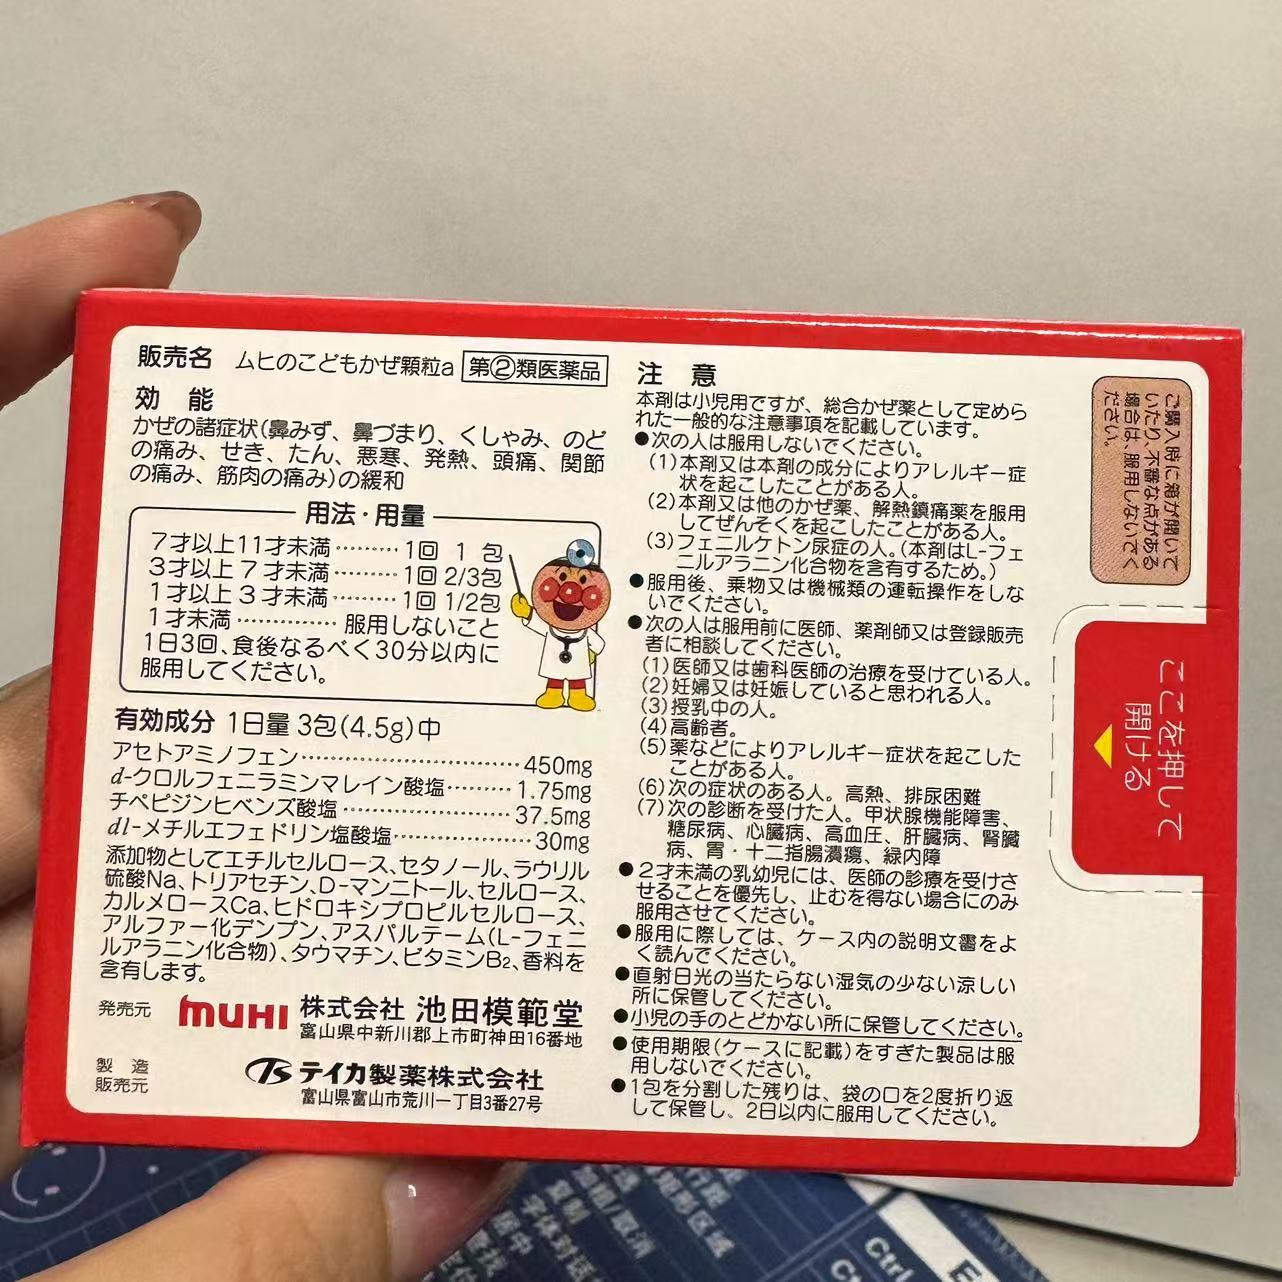 販売名 ムヒのこどもかぜ顆粒a 第②類医薬品
効能
かぜの諸症状(鼻みず、鼻づまり、くしゃみ、のど
の痛み、せき、たん、悪寒、発熱、頭痛、関節
の痛み、筋肉の痛み)の緩和
用法・用量
7才以上11才未満………1回 1 包
3才以上7才未満………1回 2/3包
1才以上3才未満………1回 1/2包
1才未満…………服用しないこと
1日3回、食後なるべく30分以内に
服用してください。
有効成分 1日量 3包(4.5g)中
アセトアミノフェン……………………450mg
d-クロルフェニラミンマレイン酸塩………1.75mg
チペピジンヒベンズ酸塩……………………37.5mg
dl-メチルエフェドリン塩酸塩……………30mg
添加物としてエチルセルロース、セタノール、ラウリル
硫酸Na、トリアセチン、D-マンニトール、セルロース、
カルメロースCa、ヒドロキシプロピルセルロース、
アルファー化デンプン、アスパルテーム(L-フェニ
ルアラニン化合物)、タウマチン、ビタミンB₂、香料を
含有します。
発売元 MUHI 株式会社 池田模範堂
富山県中新川郡上市町神田16番地
製造
販売元
TS テイカ製薬株式会社
富山県富山市荒川一丁目3番27号
注意
本剤は小児用ですが、総合かぜ薬として定めら
れた一般的な注意事項を記載しています。
●次の人は服用しないでください。
(1)本剤又は本剤の成分によりアレルギー症
状を起こしたことがある人。
(2)本剤又は他のかぜ薬、解熱鎮痛薬を服用
してぜんそくを起こしたことがある人。
(3)フェニルケトン尿症の人。(本剤はL-フェ
ニルアラニン化合物を含有するため。)
●服用後、乗物又は機械類の運転操作をしな
いでください。
●次の人は服用前に医師、薬剤師又は登録販売
者に相談してください。
(1)医師又は歯科医師の治療を受けている人。
(2)妊婦又は妊娠していると思われる人。
(3)授乳中の人。
(4)高齢者。
(5)薬などによりアレルギー症状を起こした
ことがある人。
(6)次の症状のある人。高熱、排尿困難
(7)次の診断を受けた人。甲状腺機能障害、
糖尿病、心臓病、高血圧、肝臓病、腎臓
病、胃・十二指腸潰瘍、緑内障
●2才未満の乳幼児には、医師の診療を受けさ
せることを優先し、止むを得ない場合にのみ
服用させてください。
●服用に際しては、ケース内の説明文書をよ
く読んでください。
●直射日光の当たらない湿気の少ない涼しい
所に保管してください。
●小児の手のとどかない所に保管してください。
●使用期限(ケースに記載)をすぎた製品は服
用しないでください。
●1包を分割した残りは、袋の口を2度折り返
して保管し、2日以内に服用してください。
ご購入時に箱が開いて
いたり、不審な点がある
場合は、服用しないでく
ださい。
ここを押して
開ける
Ctrl
Ctrl
E